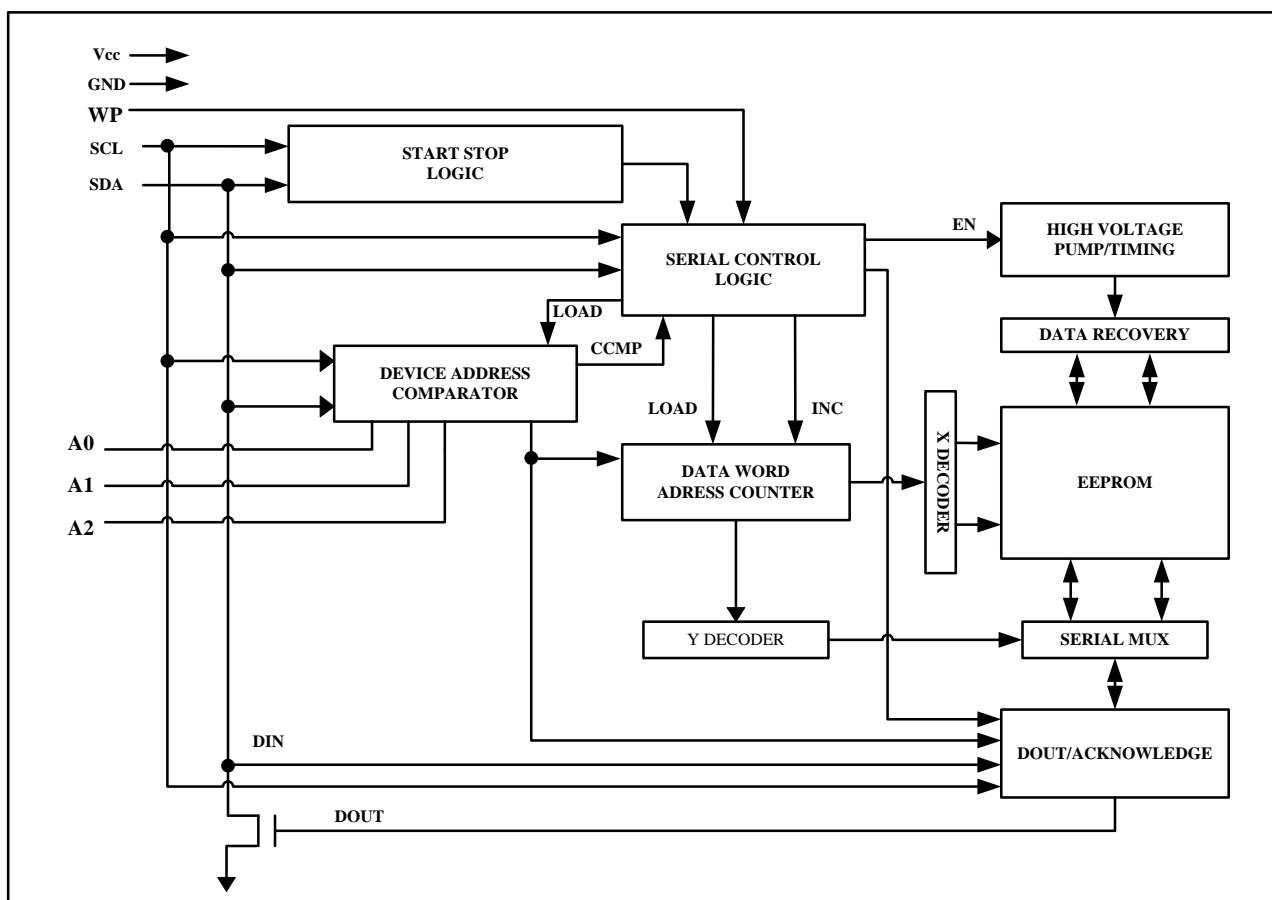 Vcc
GND
WP
SCL
SDA
START STOP
LOGIC
SERIAL CONTROL
LOGIC
EN
HIGH VOLTAGE
PUMP/TIMING
LOAD
CCMP
DATA RECOVERY
DEVICE ADDRESS
COMPARATOR
LOAD
INC
A0
A1
A2
DATA WORD
ADRESS COUNTER
X DECODER
EEPROM
Y DECODER
SERIAL MUX
DIN
DOUT/ACKNOWLEDGE
DOUT